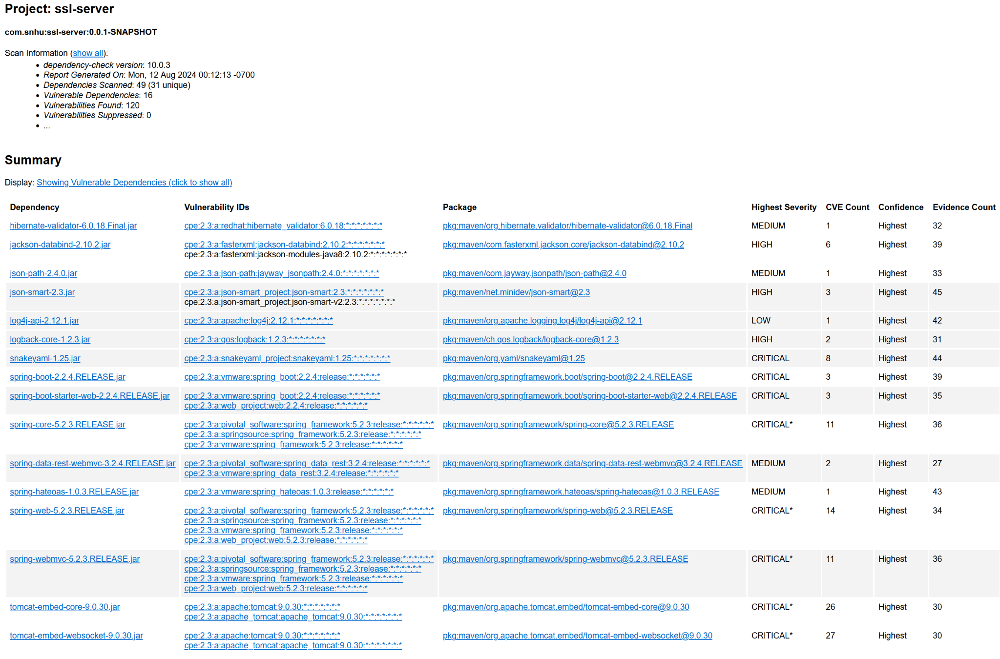 Project: ssl-server
com.snhu:ssl-server:0.0.1-SNAPSHOT
Scan Information (show all):
• dependency-check version: 10.0.3
• Report Generated On: Mon, 12 Aug 2024 00:12:13 -0700
• Dependencies Scanned: 49 (31 unique)
• Vulnerable Dependencies: 16
• Vulnerabilities Found: 120
• Vulnerabilities Suppressed: 0
• ...
Summary
Display: Showing Vulnerable Dependencies (click to show all)
Dependency Vulnerability IDs Package Highest Severity CVE Count Confidence Evidence Count
hibernate-validator-6.0.18.Final.jar cpe:2.3:a:redhat:hibernate_validator:6.0.18:*:*:*:*:*:*:* pkg:maven/org.hibernate.validator/hibernate-validator@6.0.18.Final MEDIUM 1 Highest 32
jackson-databind-2.10.2.jar cpe:2.3:a:fasterxml:jackson-databind:2.10.2:*:*:*:*:*:*:* pkg:maven/com.fasterxml.jackson.core/jackson-databind@2.10.2 HIGH 6 Highest 39
cpe:2.3:a:fasterxml:jackson-modules-java8:2.10.2:*:*:*:*:*:*:*
json-path-2.4.0.jar cpe:2.3:a:json-path:jayway_jsonpath:2.4.0:*:*:*:*:*:*:* pkg:maven/com.jayway.jsonpath/json-path@2.4.0 MEDIUM 1 Highest 33
json-smart-2.3.jar cpe:2.3:a:json-smart_project:json-smart:2.3:*:*:*:*:*:*:* pkg:maven/net.minidev/json-smart@2.3 HIGH 3 Highest 45
cpe:2.3:a:json-smart_project:json-smart-v2:2.3:*:*:*:*:*:*:*
log4j-api-2.12.1.jar cpe:2.3:a:apache:log4j:2.12.1:*:*:*:*:*:*:* pkg:maven/org.apache.logging.log4j/log4j-api@2.12.1 LOW 1 Highest 42
logback-core-1.2.3.jar cpe:2.3:a:qos:logback:1.2.3:*:*:*:*:*:*:* pkg:maven/ch.qos.logback/logback-core@1.2.3 HIGH 2 Highest 31
snakeyaml-1.25.jar cpe:2.3:a:snakeyaml_project:snakeyaml:1.25:*:*:*:*:*:*:* pkg:maven/org.yaml/snakeyaml@1.25 CRITICAL 8 Highest 44
spring-boot-2.2.4.RELEASE.jar cpe:2.3:a:vmware:spring_boot:2.2.4:release:*:*:*:*:*:* pkg:maven/org.springframework.boot/spring-boot@2.2.4.RELEASE CRITICAL 3 Highest 39
spring-boot-starter-web-2.2.4.RELEASE.jar cpe:2.3:a:vmware:spring_boot:2.2.4:release:*:*:*:*:*:* pkg:maven/org.springframework.boot/spring-boot-starter-web@2.2.4.RELEASE CRITICAL 3 Highest 35
cpe:2.3:a:web_project:web:2.2.4:release:*:*:*:*:*:*
spring-core-5.2.3.RELEASE.jar cpe:2.3:a:pivotal_software:spring_framework:5.2.3:release:*:*:*:*:*:* pkg:maven/org.springframework/spring-core@5.2.3.RELEASE CRITICAL* 11 Highest 36
cpe:2.3:a:springsource:spring_framework:5.2.3:release:*:*:*:*:*:*
cpe:2.3:a:vmware:spring_framework:5.2.3:release:*:*:*:*:*:*
spring-data-rest-webmvc-3.2.4.RELEASE.jar cpe:2.3:a:pivotal_software:spring_data_rest:3.2.4:release:*:*:*:*:*:* pkg:maven/org.springframework.data/spring-data-rest-webmvc@3.2.4.RELEASE MEDIUM 2 Highest 27
cpe:2.3:a:vmware:spring_data_rest:3.2.4:release:*:*:*:*:*:*
spring-hateoas-1.0.3.RELEASE.jar cpe:2.3:a:vmware:spring_hateoas:1.0.3:release:*:*:*:*:*:* pkg:maven/org.springframework.hateoas/spring-hateoas@1.0.3.RELEASE MEDIUM 1 Highest 43
spring-web-5.2.3.RELEASE.jar cpe:2.3:a:pivotal_software:spring_framework:5.2.3:release:*:*:*:*:*:* pkg:maven/org.springframework/spring-web@5.2.3.RELEASE CRITICAL* 14 Highest 34
cpe:2.3:a:springsource:spring_framework:5.2.3:release:*:*:*:*:*:*
cpe:2.3:a:vmware:spring_framework:5.2.3:release:*:*:*:*:*:*
cpe:2.3:a:web_project:web:5.2.3:release:*:*:*:*:*:*
spring-webmvc-5.2.3.RELEASE.jar cpe:2.3:a:pivotal_software:spring_framework:5.2.3:release:*:*:*:*:*:* pkg:maven/org.springframework/spring-webmvc@5.2.3.RELEASE CRITICAL* 11 Highest 36
cpe:2.3:a:springsource:spring_framework:5.2.3:release:*:*:*:*:*:*
cpe:2.3:a:vmware:spring_framework:5.2.3:release:*:*:*:*:*:*
cpe:2.3:a:web_project:web:5.2.3:release:*:*:*:*:*:*
tomcat-embed-core-9.0.30.jar cpe:2.3:a:apache:tomcat:9.0.30:*:*:*:*:*:*:* pkg:maven/org.apache.tomcat.embed/tomcat-embed-core@9.0.30 CRITICAL* 26 Highest 30
cpe:2.3:a:apache_tomcat:apache_tomcat:9.0.30:*:*:*:*:*:*:*
tomcat-embed-websocket-9.0.30.jar cpe:2.3:a:apache:tomcat:9.0.30:*:*:*:*:*:*:* pkg:maven/org.apache.tomcat.embed/tomcat-embed-websocket@9.0.30 CRITICAL* 27 Highest 30
cpe:2.3:a:apache_tomcat:apache_tomcat:9.0.30:*:*:*:*:*:*:*